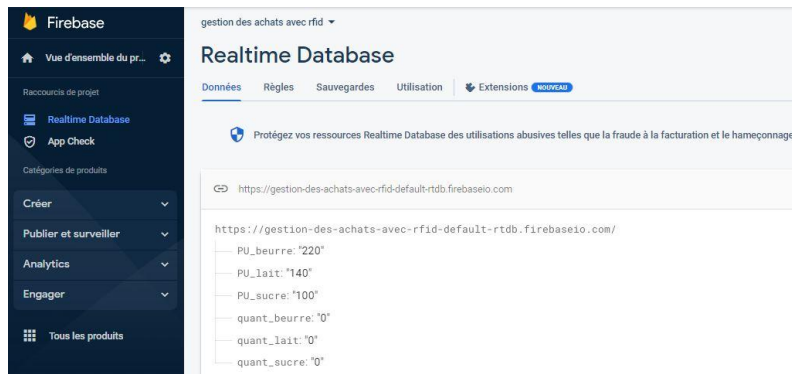 Firebase
Vue d'ensemble du pr...
Raccourcis de projet
Realtime Database
App Check
Catégories de produits
Créer
Publier et surveiller
Analytics
Engager
Tous les produits
gestion des achats avec rfid
Realtime Database
Données Règles Sauvegardes Utilisation Extensions NOUVEAU
Protégez vos ressources Realtime Database des utilisations abusives telles que la fraude à la facturation et le hameçonnage
https://gestion-des-achats-avec-rfid-default-rtdb.firebaseio.com
https://gestion-des-achats-avec-rfid-default-rtdb.firebaseio.com/
PU_beurre: "220"
PU_lait: "140"
PU_sucre: "100"
quant_beurre: "0"
quant_lait: "0"
quant_sucre: "0"